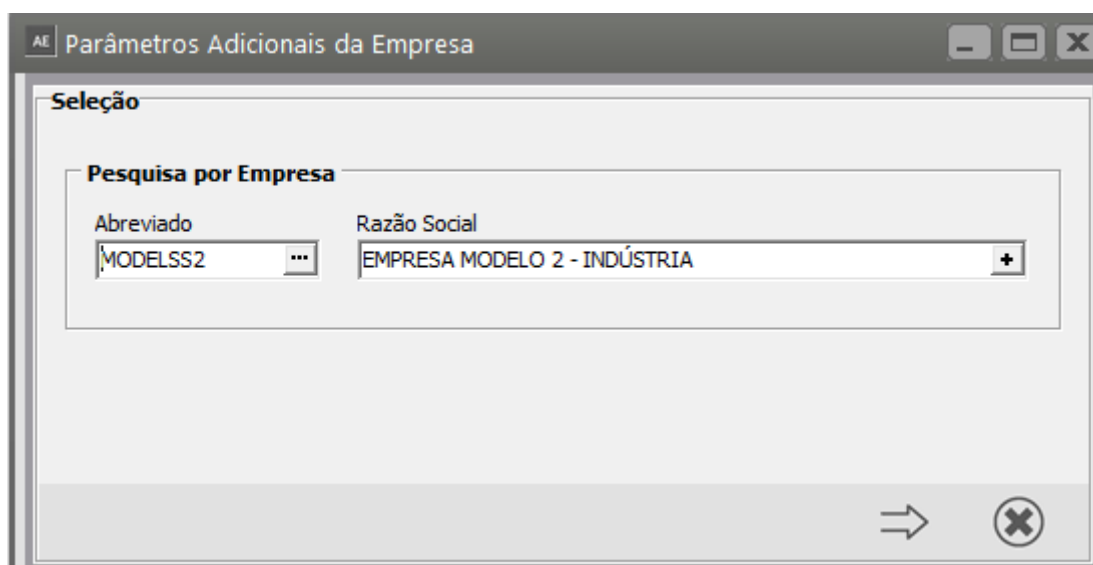 AE Parâmetros Adicionais da Empresa
Seleção
Pesquisa por Empresa
Abreviado Razão Social
MODELSS2 ... EMPRESA MODELO 2 - INDÚSTRIA +